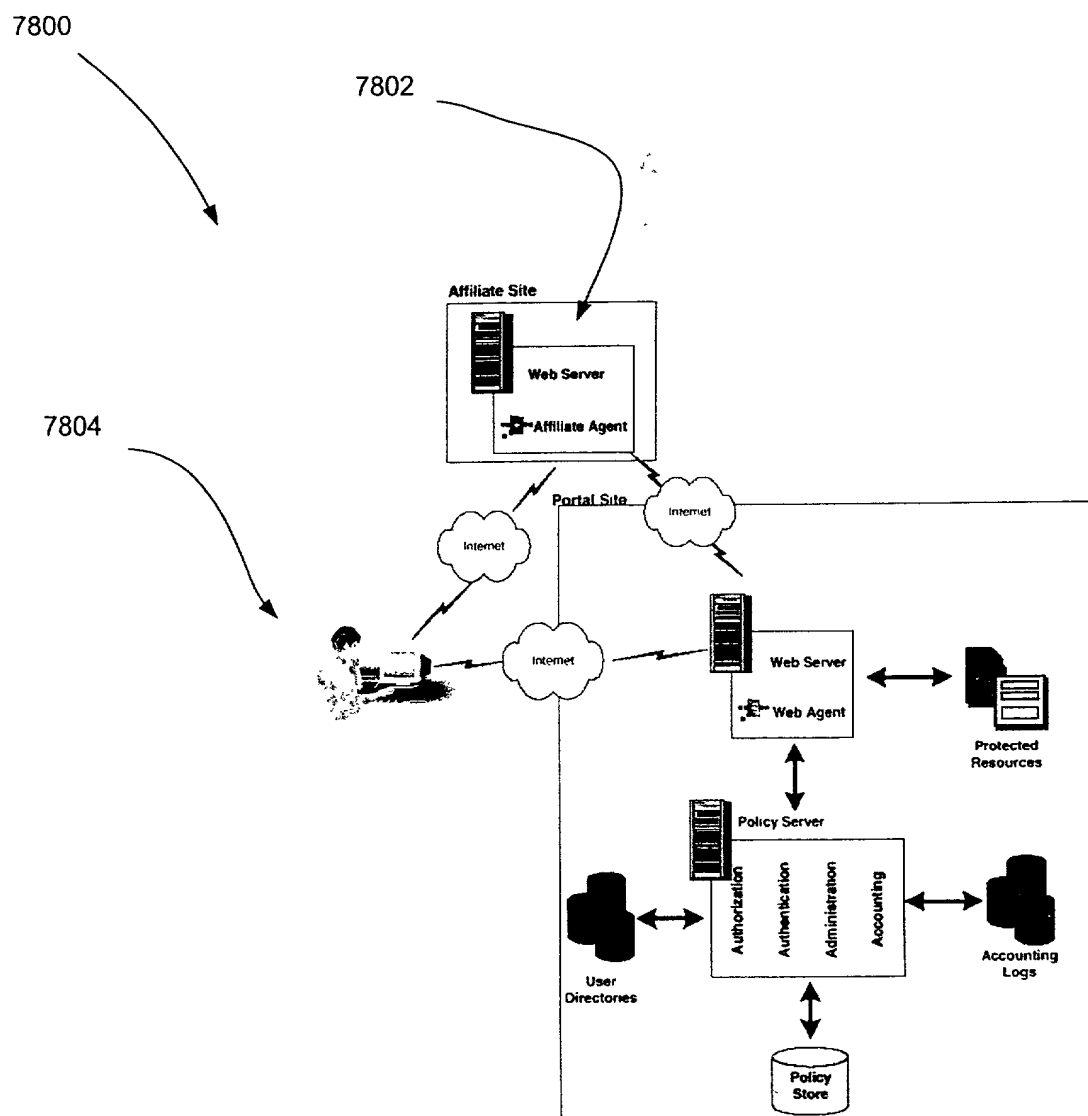 7800
7802
Affiliate Site
Web Server
Affiliate Agent
7804
Portal Site
Internet
Internet
Internet
Web Server
Web Agent
Protected
Resources
Policy Server
Authorization
Authentication
Administration
Accounting
User
Directories
Accounting
Logs
Policy
Store